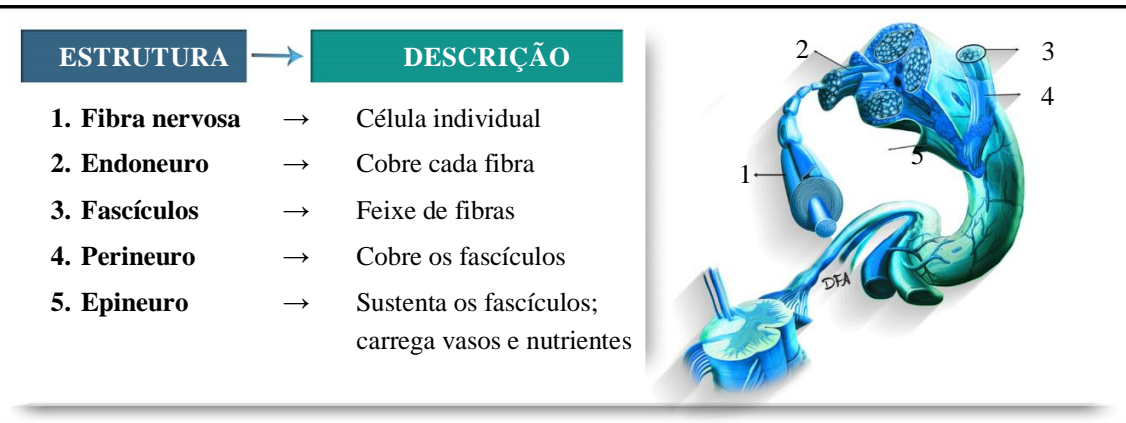 ESTRUTURA → DESCRIÇÃO
1. Fibra nervosa → Célula individual
2. Endoneuro → Cobre cada fibra
3. Fascículos → Feixe de fibras
4. Perineuro → Cobre os fascículos
5. Epineuro → Sustenta os fascículos;
carrega vasos e nutrientes
2
3
4
5
1
DFA